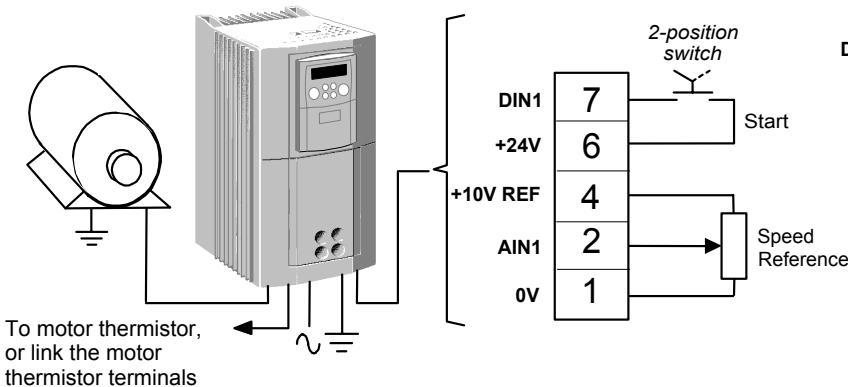 2-position
switch
D
DIN1 7
+24V 6
Start
+10V REF 4
AIN1 2
Speed
Reference
0V 1
To motor thermistor,
or link the motor
thermistor terminals